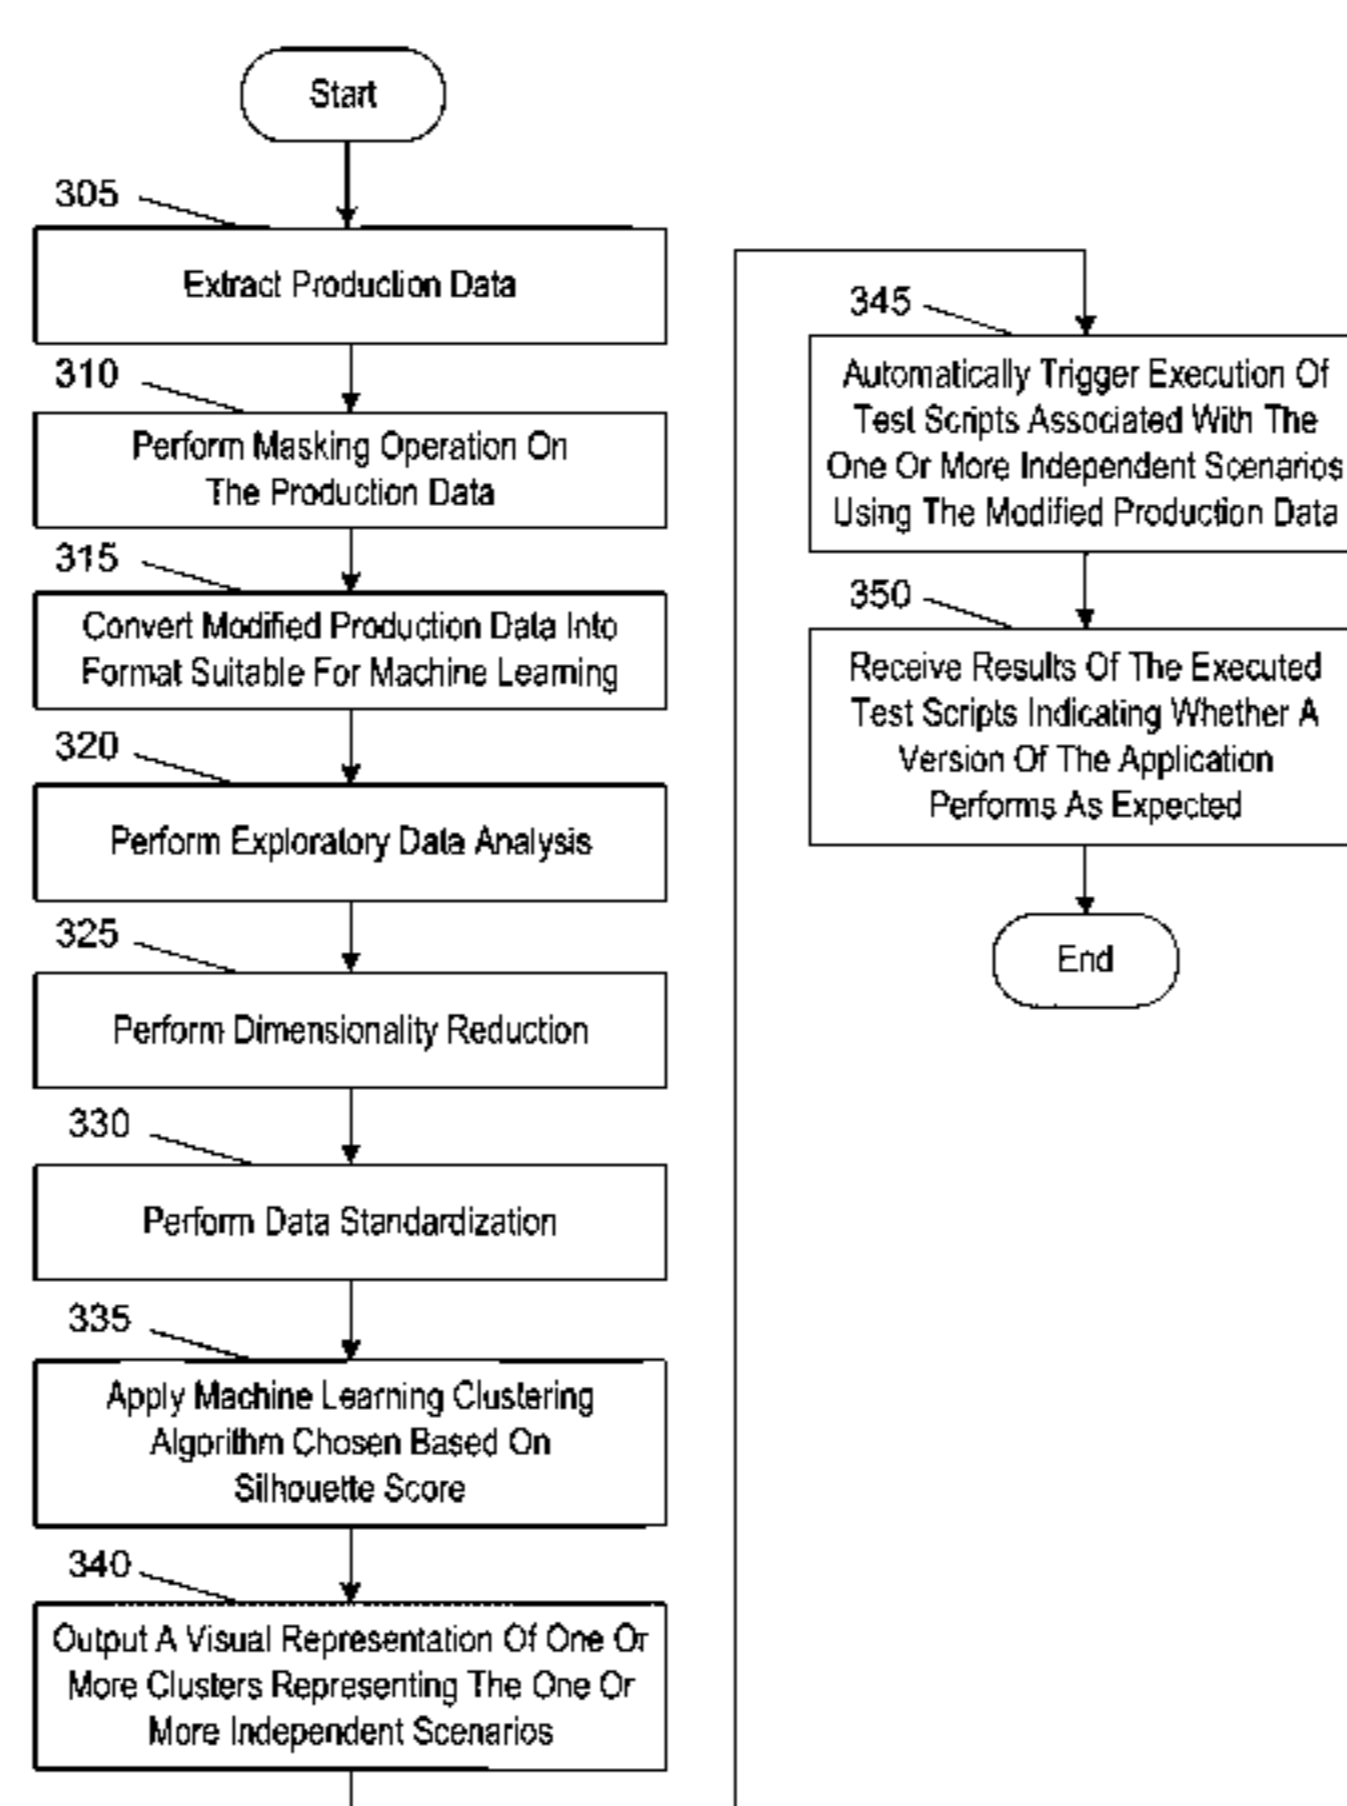 Start
305
Extract Production Data
310
Perform Masking Operation On
The Production Data
315
Convert Modified Production Data Into
Format Suitable For Machine Learning
320
Perform Exploratory Data Analysis
325
Perform Dimensionality Reduction
330
Perform Data Standardization
335
Apply Machine Learning Clustering
Algorithm Chosen Based On
Silhouette Score
340
Output A Visual Representation Of One Or
More Clusters Representing The One Or
More Independent Scenarios
345
Automatically Trigger Execution Of
Test Scripts Associated With The
One Or More Independent Scenarios
Using The Modified Production Data
350
Receive Results Of The Executed
Test Scripts Indicating Whether A
Version Of The Application
Performs As Expected
End